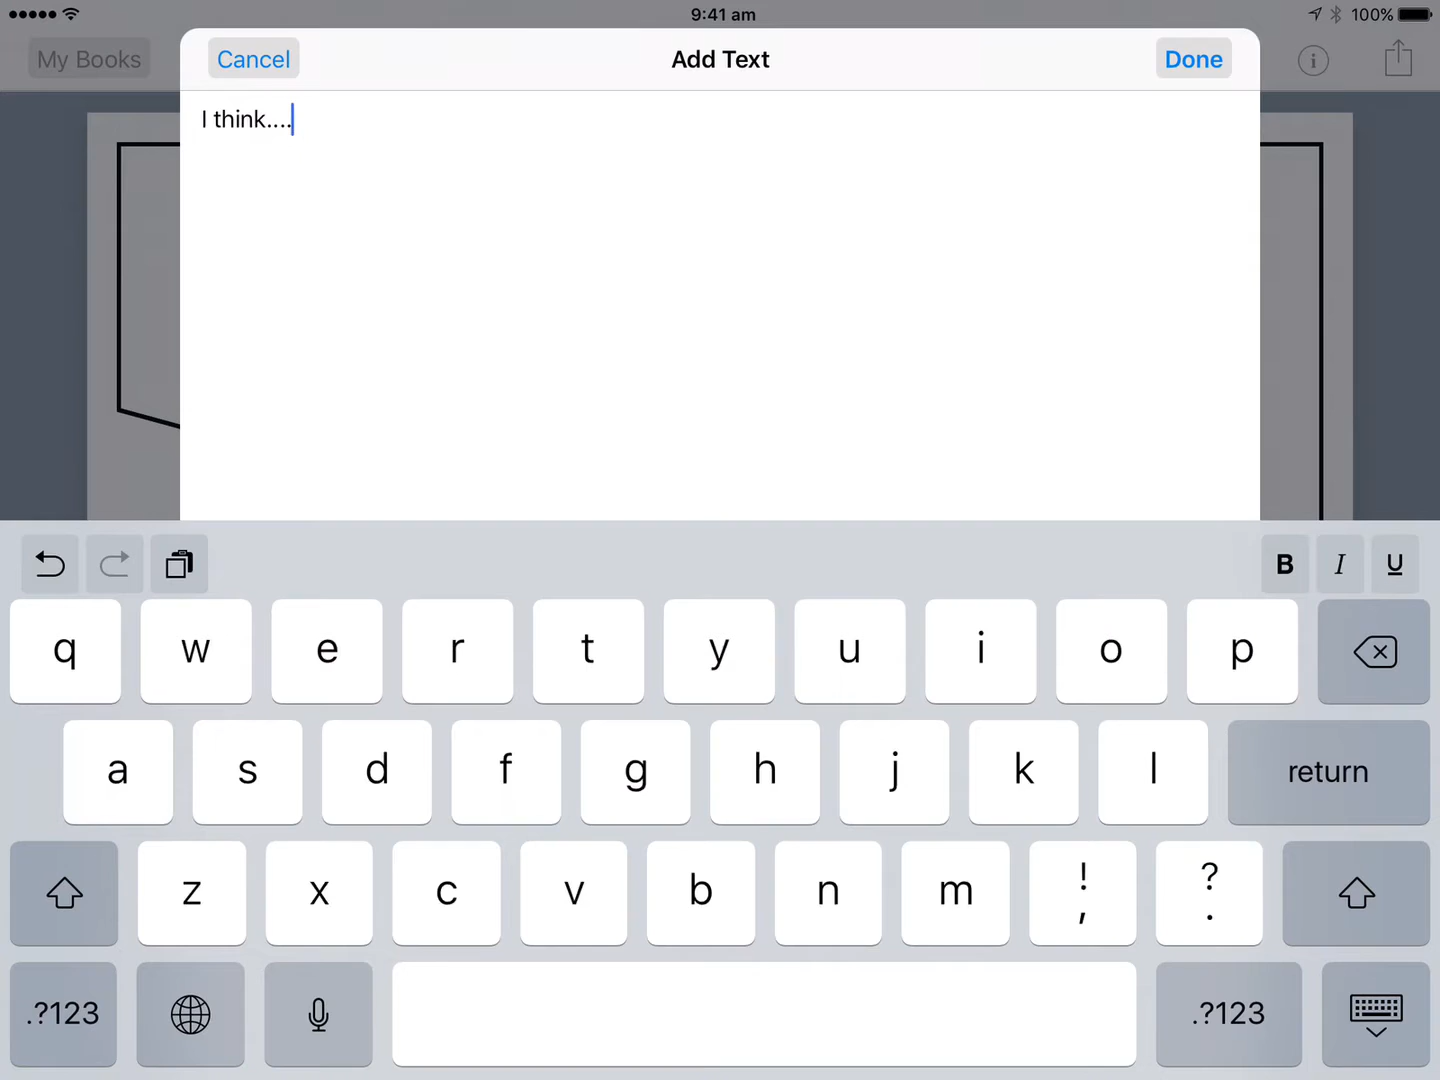 9:41 am
100%
My Books
Cancel
Add Text
Done
I think....
B I U
q w e r t y u i o p
a s d f g h j k l return
z x c v b n m ! , ? .
.?123 .?123